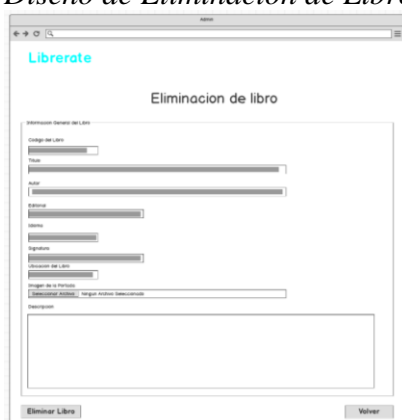 Diseño de Eliminación de Libro
Admin
Librerate
Eliminacion de libro
Informacion General del Libro
Codigo del Libro
Titulo
Autor
Editorial
Idioma
Signatura
Ubicacion del Libro
Imagen de la Portada
Seleccionar Archivo Ningun Archivo Seleccionado
Descripcion
Eliminar Libro
Volver